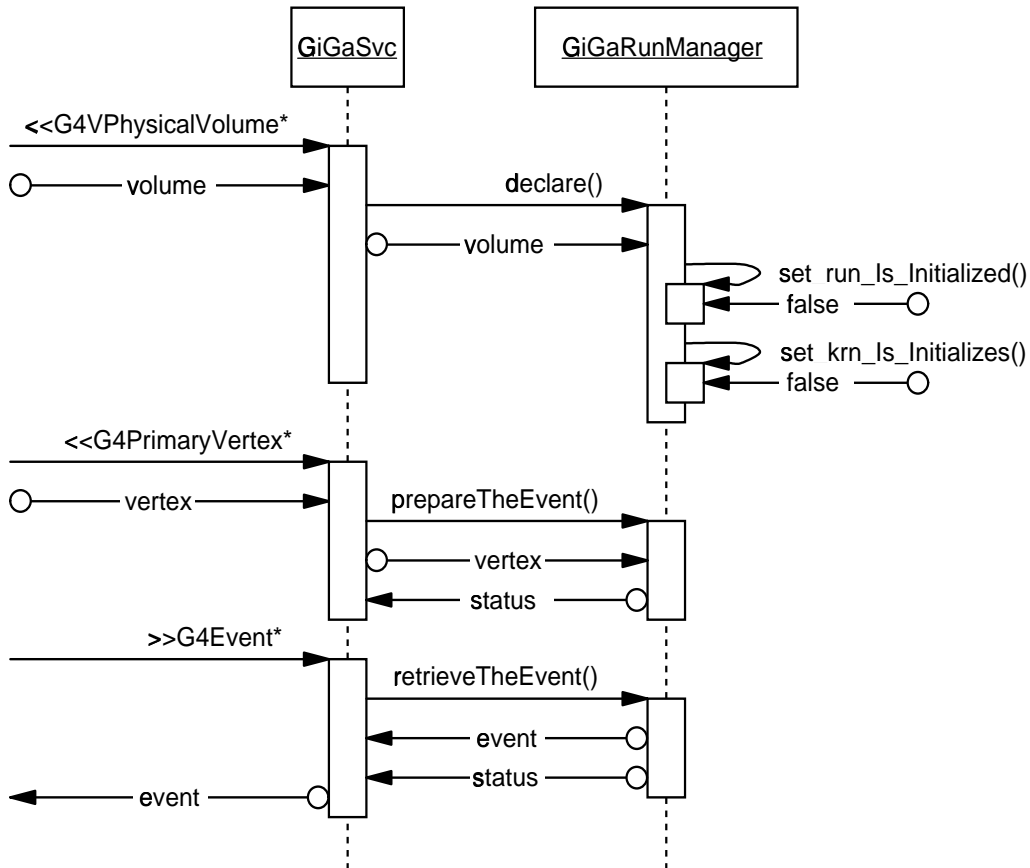 GiGaSvc
GiGaRunManager
<<G4VPhysicalVolume*
volume
declare()
volume
set_run_Is_Initialized()
false
set_krn_Is_Initializes()
false
<<G4PrimaryVertex*
vertex
prepareTheEvent()
vertex
status
>>G4Event*
retrieveTheEvent()
event
status
event